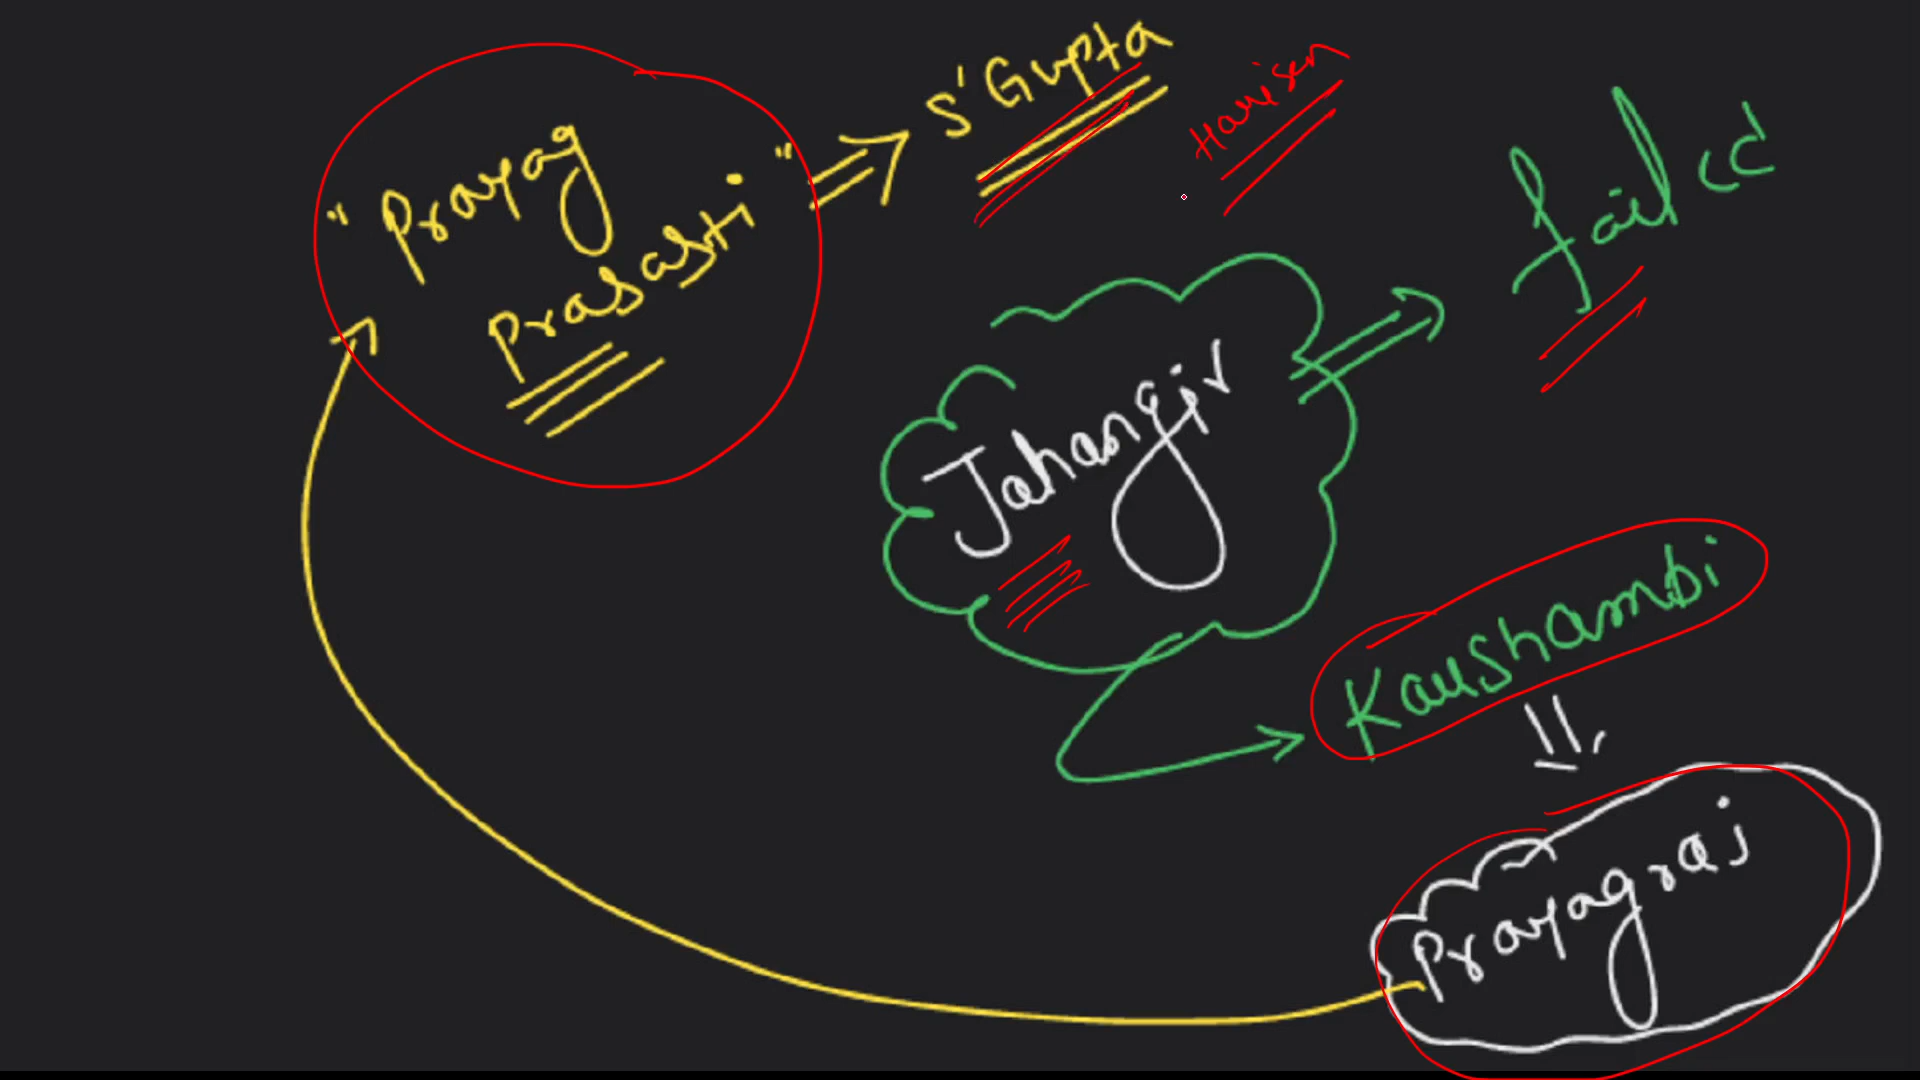 "Prayag
Prasasti"
S'Gupta
Harisen
failed
Jahangir
Kaushambi
Prayagraj